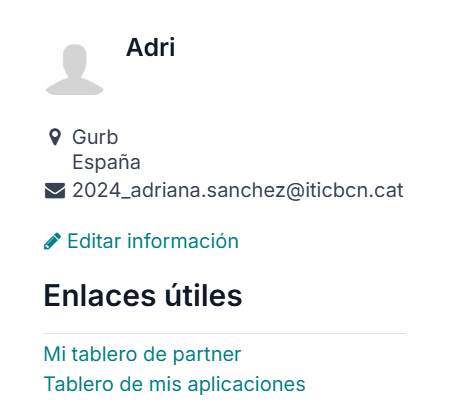 Adri
Gurb
España
2024_adriana.sanchez@iticbcn.cat
Editar información
Enlaces útiles
Mi tablero de partner
Tablero de mis aplicaciones